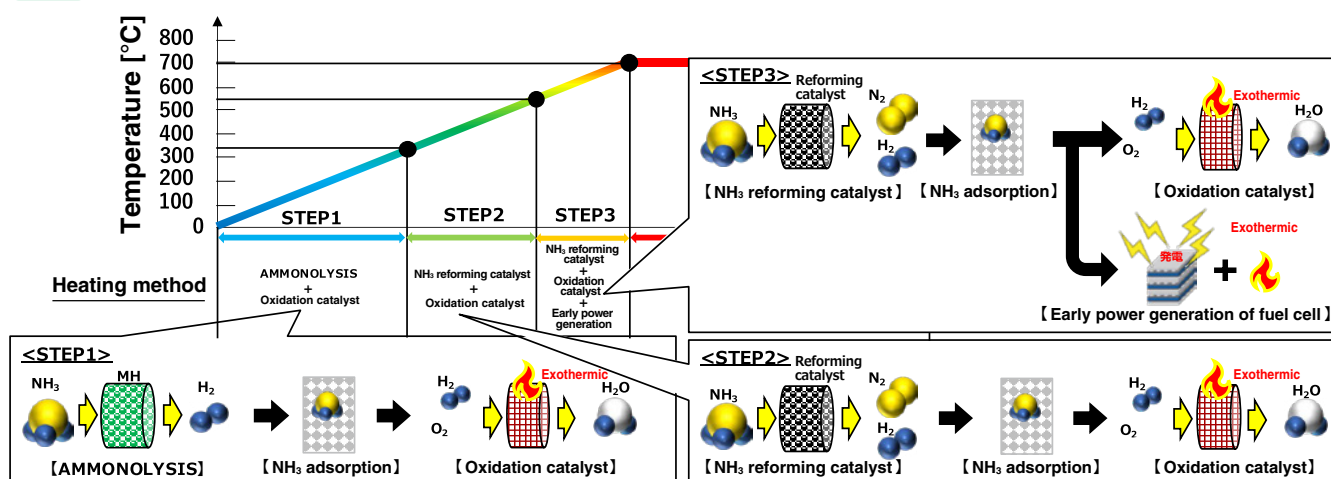 Temperature [°C]
800
700
600
500
400
300
200
100
0
STEP1
STEP2
STEP3
Heating method
AMMONOLYSIS
+
Oxidation catalyst
NH₃ reforming catalyst
+
Oxidation catalyst
NH₃ reforming
catalyst
+
Oxidation
catalyst
+
Early power
generation
<STEP3>
Reforming
catalyst
NH₃
N₂
H₂
H₂
O₂
Exothermic
H₂O
【NH₃ reforming catalyst】
【NH₃ adsorption】
【Oxidation catalyst】
発電
+
Exothermic
【Early power generation of fuel cell】
<STEP1>
NH₃
MH
H₂
H₂
O₂
Exothermic
H₂O
【AMMONOLYSIS】
【NH₃ adsorption】
【Oxidation catalyst】
<STEP2>
Reforming
catalyst
NH₃
N₂
H₂
H₂
O₂
Exothermic
H₂O
【NH₃ reforming catalyst】
【NH₃ adsorption】
【Oxidation catalyst】